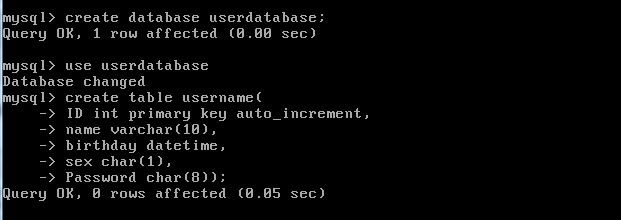 mysql> create database userdatabase;
Query OK, 1 row affected (0.00 sec)
mysql> use userdatabase
Database changed
mysql> create table username(
    -> ID int primary key auto_increment,
    -> name varchar(10),
    -> birthday datetime,
    -> sex char(1),
    -> Password char(8));
Query OK, 0 rows affected (0.05 sec)